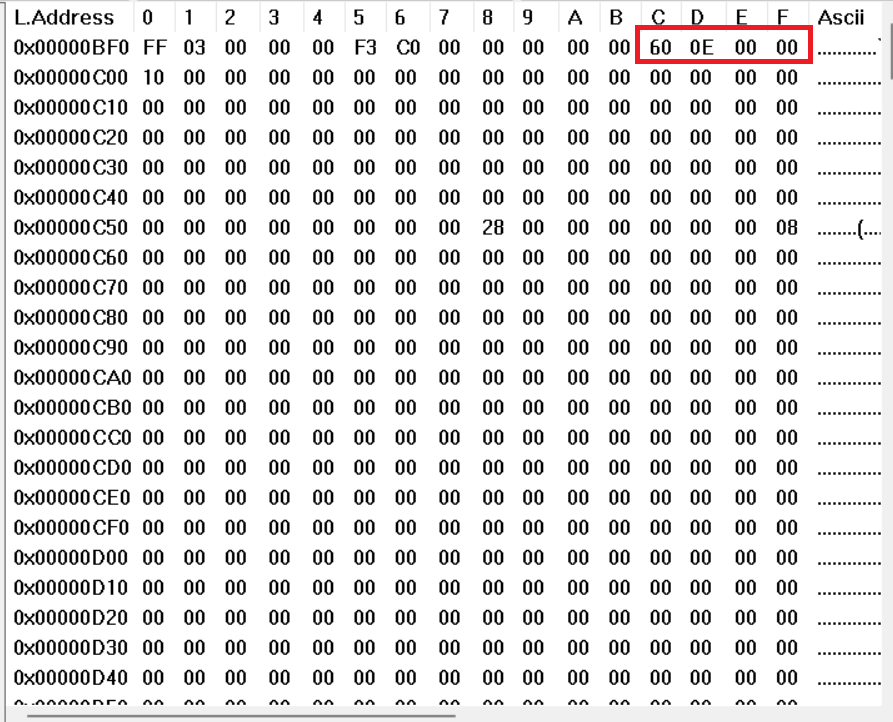 L.Address 0 1 2 3 4 5 6 7 8 9 A B C D E F Ascii
0x00000BF0 FF 03 00 00 00 F3 C0 00 00 00 00 00 60 0E 00 00 ............`
0x00000C00 10 00 00 00 00 00 00 00 00 00 00 00 00 00 00 00 .............
0x00000C10 00 00 00 00 00 00 00 00 00 00 00 00 00 00 00 00 .............
0x00000C20 00 00 00 00 00 00 00 00 00 00 00 00 00 00 00 00 .............
0x00000C30 00 00 00 00 00 00 00 00 00 00 00 00 00 00 00 00 .............
0x00000C40 00 00 00 00 00 00 00 00 00 00 00 00 00 00 00 00 .............
0x00000C50 00 00 00 00 00 00 00 00 28 00 00 00 00 00 00 08 ........(....
0x00000C60 00 00 00 00 00 00 00 00 00 00 00 00 00 00 00 00 .............
0x00000C70 00 00 00 00 00 00 00 00 00 00 00 00 00 00 00 00 .............
0x00000C80 00 00 00 00 00 00 00 00 00 00 00 00 00 00 00 00 .............
0x00000C90 00 00 00 00 00 00 00 00 00 00 00 00 00 00 00 00 .............
0x00000CA0 00 00 00 00 00 00 00 00 00 00 00 00 00 00 00 00 .............
0x00000CB0 00 00 00 00 00 00 00 00 00 00 00 00 00 00 00 00 .............
0x00000CC0 00 00 00 00 00 00 00 00 00 00 00 00 00 00 00 00 .............
0x00000CD0 00 00 00 00 00 00 00 00 00 00 00 00 00 00 00 00 .............
0x00000CE0 00 00 00 00 00 00 00 00 00 00 00 00 00 00 00 00 .............
0x00000CF0 00 00 00 00 00 00 00 00 00 00 00 00 00 00 00 00 .............
0x00000D00 00 00 00 00 00 00 00 00 00 00 00 00 00 00 00 00 .............
0x00000D10 00 00 00 00 00 00 00 00 00 00 00 00 00 00 00 00 .............
0x00000D20 00 00 00 00 00 00 00 00 00 00 00 00 00 00 00 00 .............
0x00000D30 00 00 00 00 00 00 00 00 00 00 00 00 00 00 00 00 .............
0x00000D40 00 00 00 00 00 00 00 00 00 00 00 00 00 00 00 00 .............